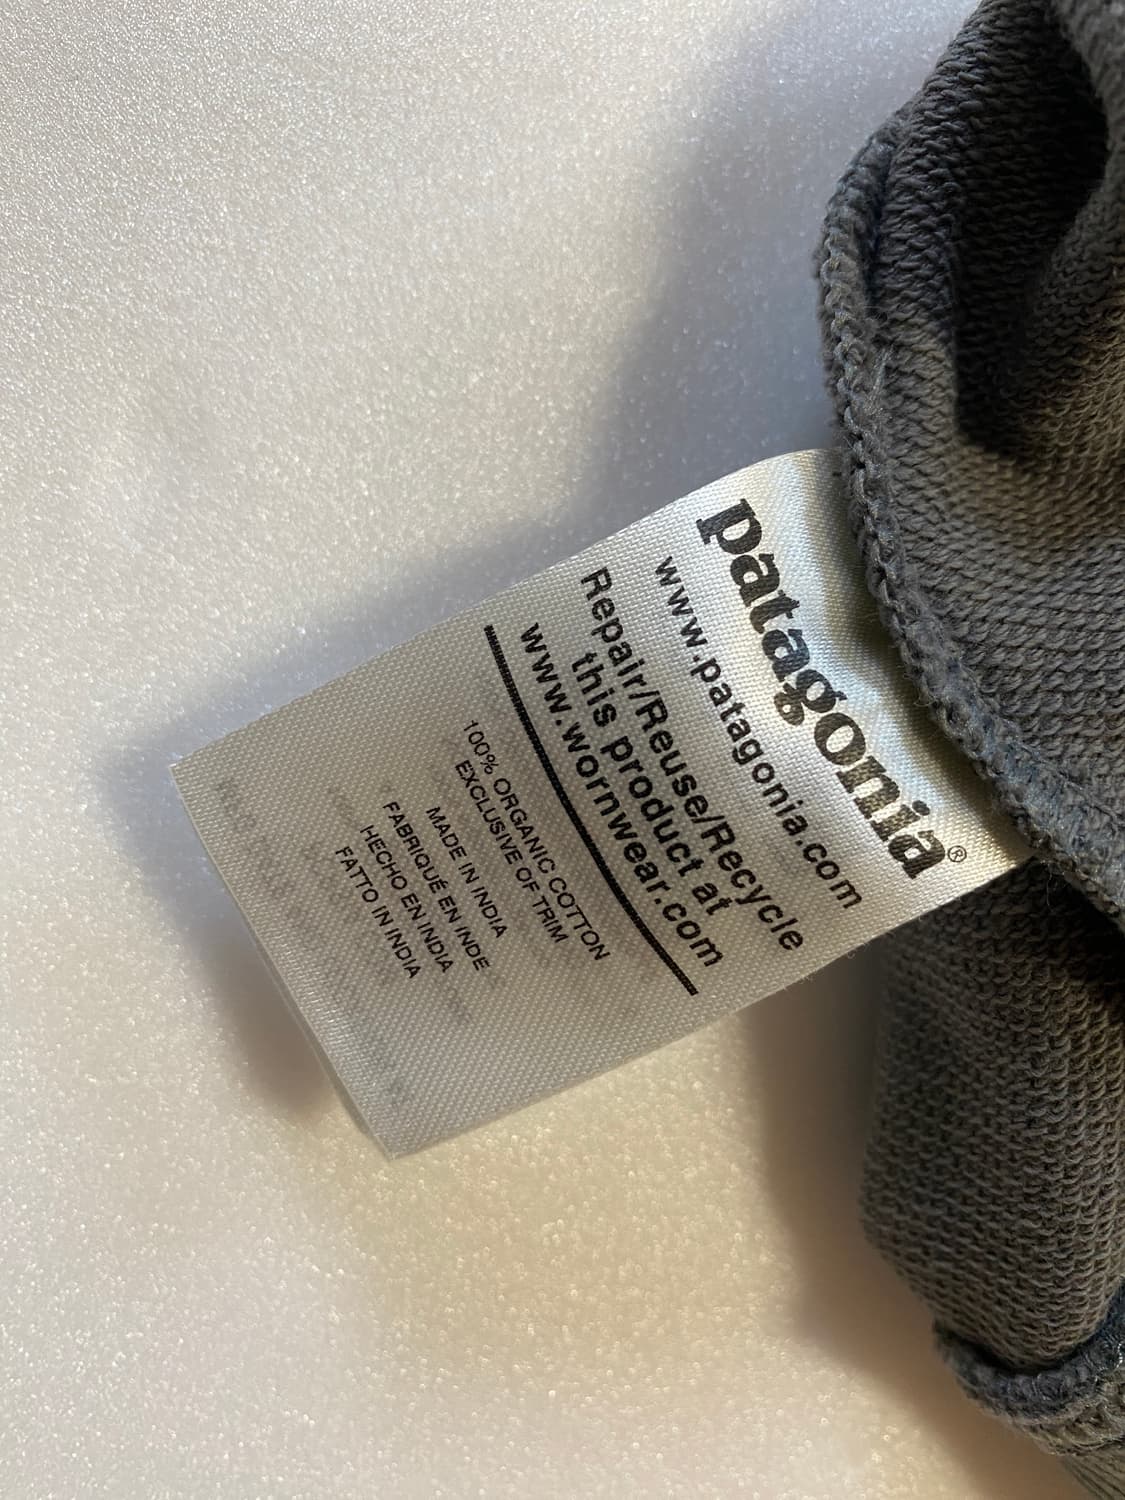 patagonia®
www.patagonia.com
Repair/Reuse/Recycle
this product at
www.wornwear.com
100% ORGANIC COTTON
EXCLUSIVE OF TRIM
MADE IN INDIA
FABRIQUÉ EN INDE
HECHO EN INDIA
FATTO IN INDIA